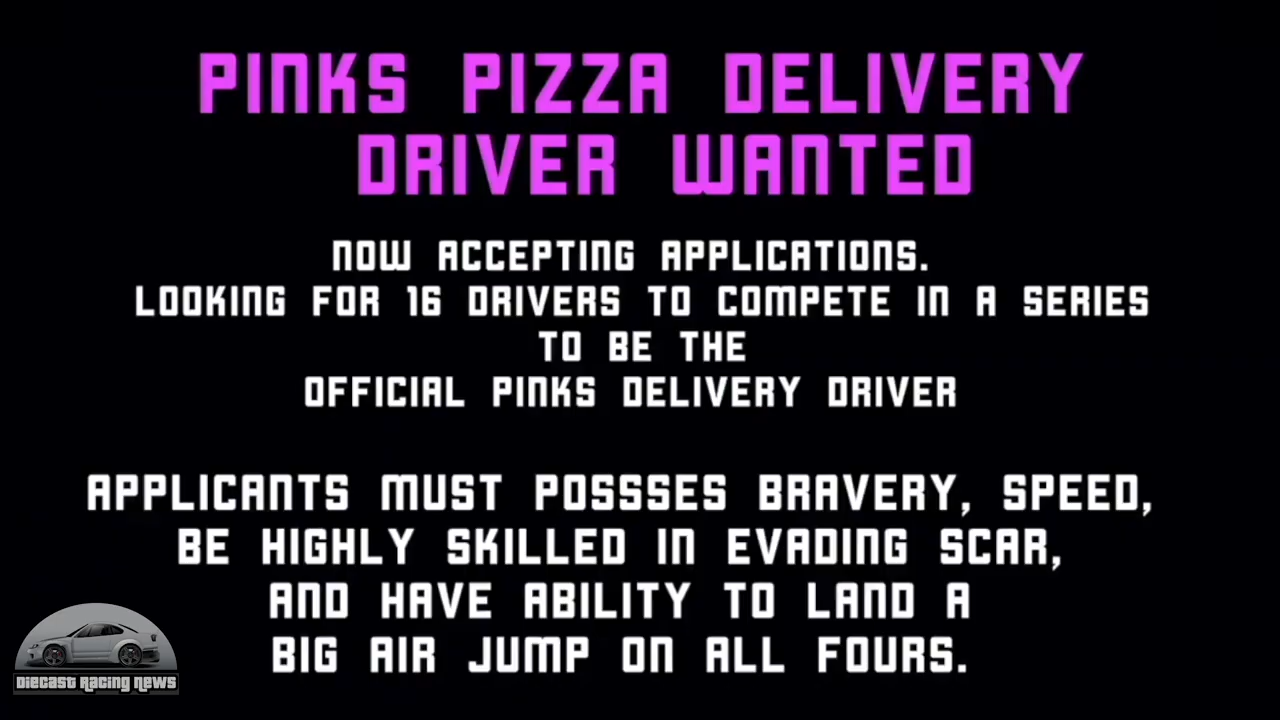 PINKS PIZZA DELIVERY
DRIVER WANTED
NOW ACCEPTING APPLICATIONS.
LOOKING FOR 16 DRIVERS TO COMPETE IN A SERIES
TO BE THE
OFFICIAL PINKS DELIVERY DRIVER
APPLICANTS MUST POSSSES BRAVERY, SPEED,
BE HIGHLY SKILLED IN EVADING SCAR,
AND HAVE ABILITY TO LAND A
BIG AIR JUMP ON ALL FOURS.
DIECAST RACING NEWS